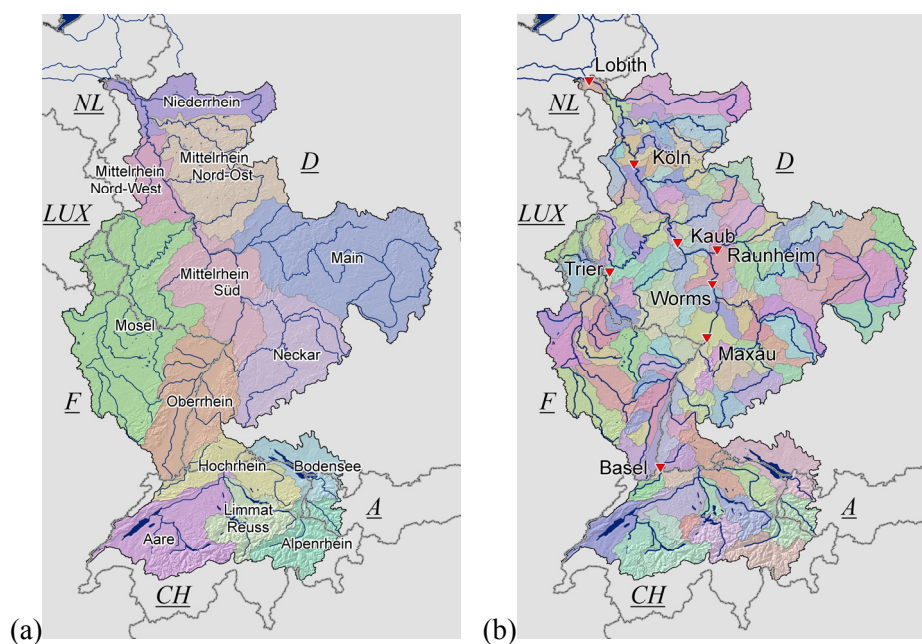 NL
Niederrhein
Mittelrhein
Nord-Ost
D
Mittelrhein
Nord-West
LUX
Main
Mittelrhein
Süd
Mosel
Neckar
F
Oberrhein
Hochrhein
Bodensee
Limmat
Reuss
A
Aare
Alpenrhein
CH
(a)
Lobith
NL
Köln
D
LUX
Kaub
Raunheim
Trier
Worms
Maxau
F
Basel
A
CH
(b)